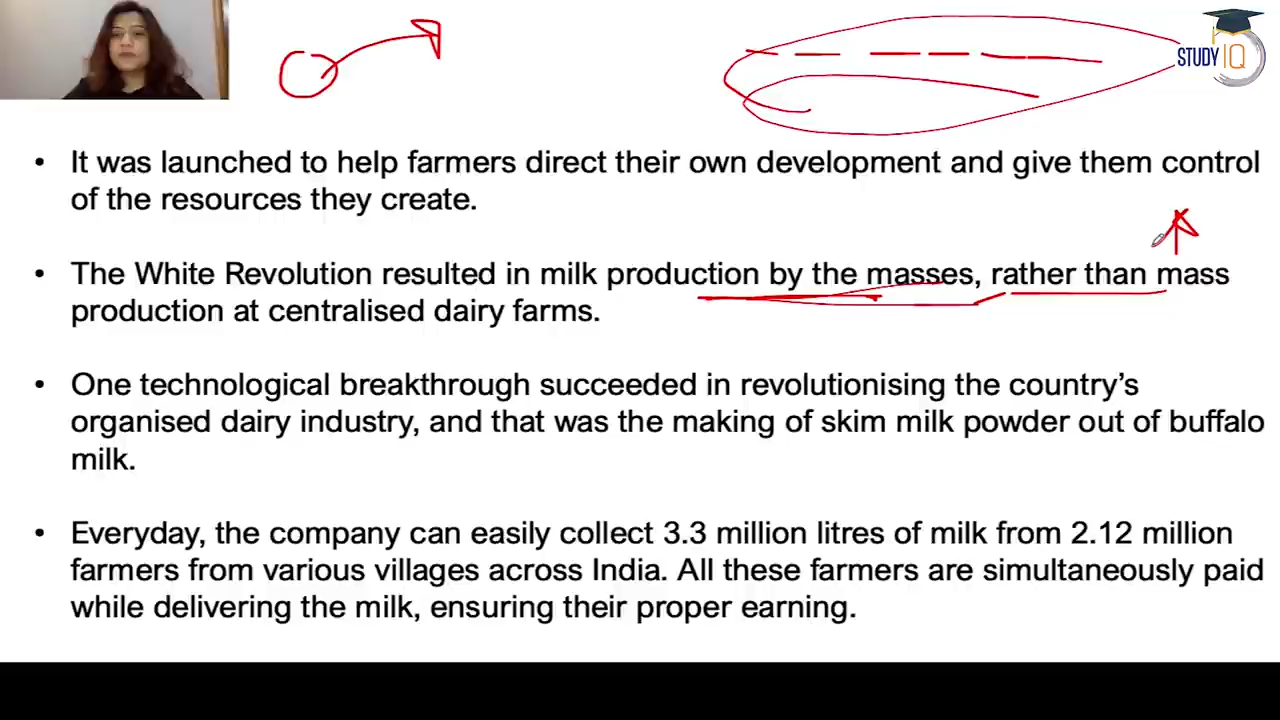 STUDY IQ
• It was launched to help farmers direct their own development and give them control
of the resources they create.
• The White Revolution resulted in milk production by the masses, rather than mass
production at centralised dairy farms.
• One technological breakthrough succeeded in revolutionising the country’s
organised dairy industry, and that was the making of skim milk powder out of buffalo
milk.
• Everyday, the company can easily collect 3.3 million litres of milk from 2.12 million
farmers from various villages across India. All these farmers are simultaneously paid
while delivering the milk, ensuring their proper earning.